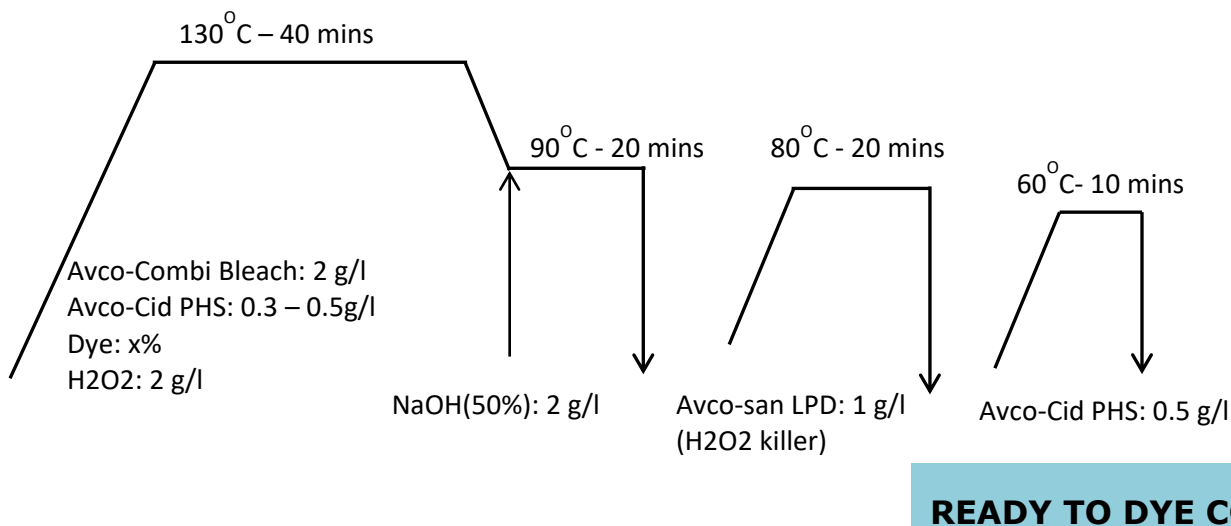 130°C – 40 mins
90°C - 20 mins
80°C - 20 mins
60°C- 10 mins
Avco-Combi Bleach: 2 g/l
Avco-Cid PHS: 0.3 – 0.5g/l
Dye: x%
H2O2: 2 g/l
NaOH(50%): 2 g/l
Avco-san LPD: 1 g/l
(H2O2 killer)
Avco-Cid PHS: 0.5 g/l
READY TO DYE C